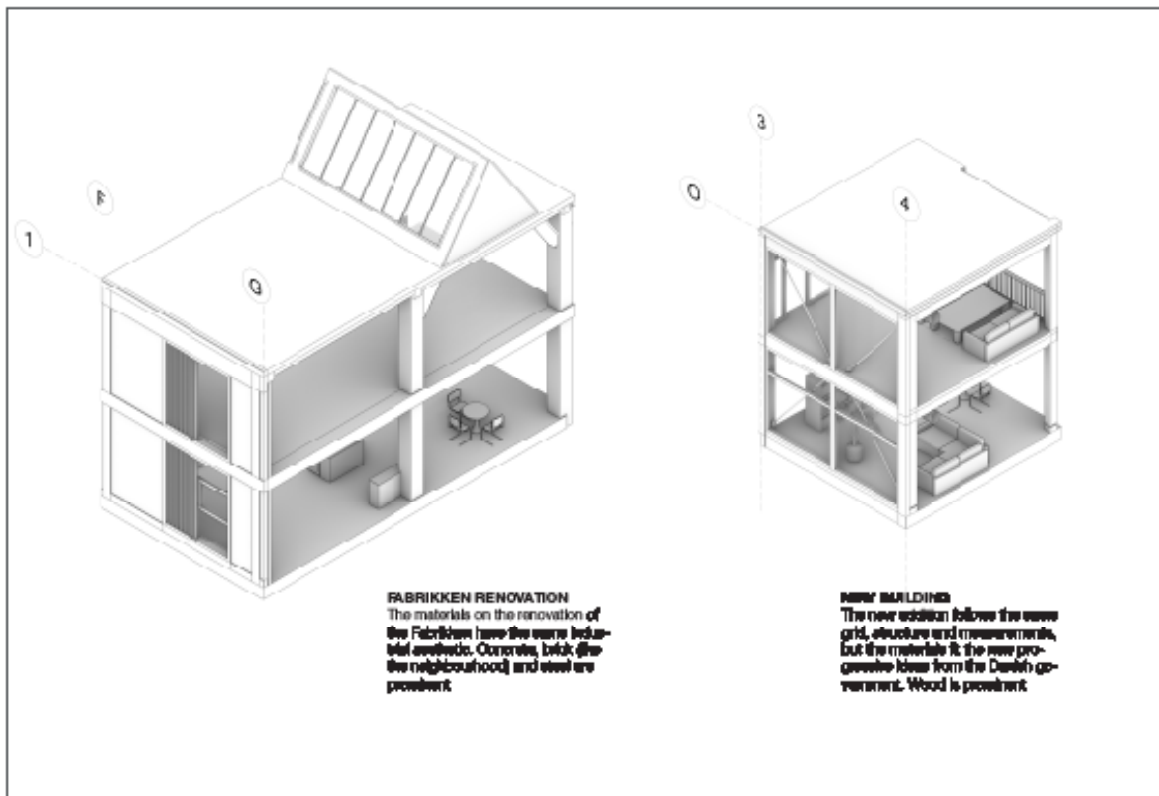 3
F
Q
4
1
G
FABRIKKEN RENOVATION
The materials on the renovation of
the Fabrikken have the same indus-
trial aesthetic. Concrete, brick (like
the neighbourhood) and steel are
prominent
NEW BUILDING
The new addition follows the same
grid, structure and measurements,
but the materials fit the new pro-
gressive ideas from the Danish go-
vernment. Wood is prominent